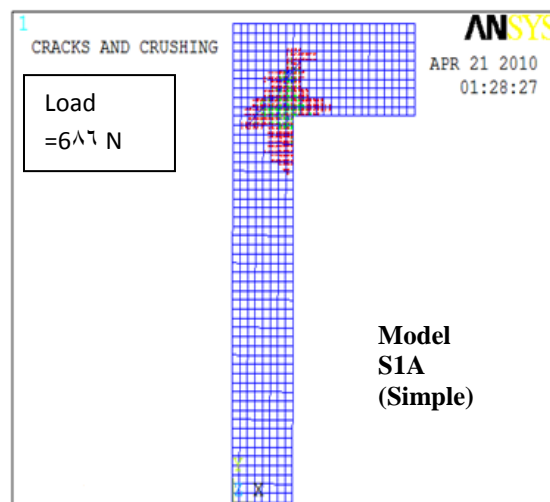 1
CRACKS AND CRUSHING
ANSYS
APR 21 2010
01:28:27
Load
=6٨٦ N
Model
S1A
(Simple)
Y
X